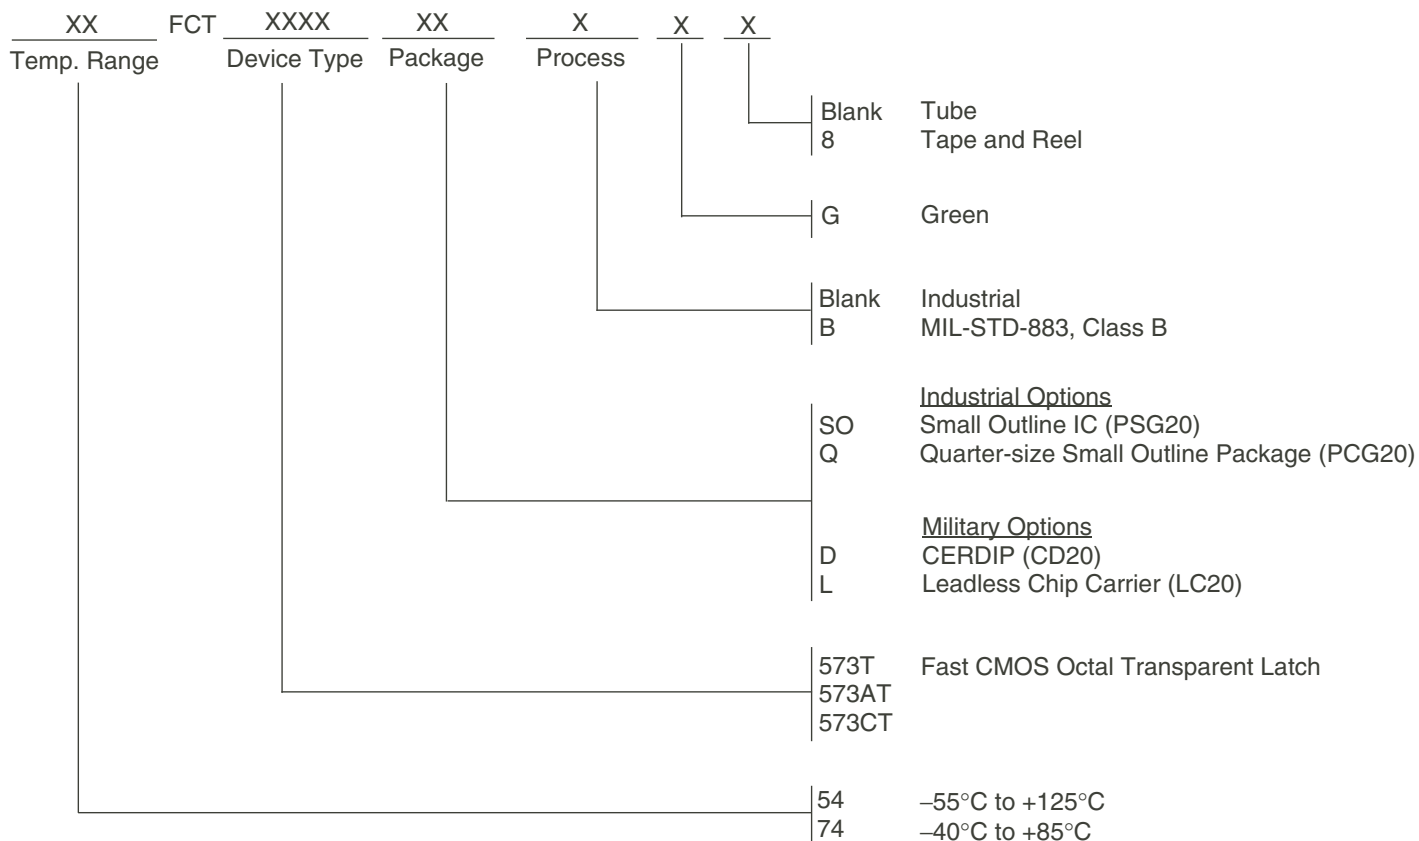 XX FCT XXXX XX X X X
Temp. Range Device Type Package Process
Blank Tube
8 Tape and Reel
G Green
Blank Industrial
B MIL-STD-883, Class B
Industrial Options
SO Small Outline IC (PSG20)
Q Quarter-size Small Outline Package (PCG20)
Military Options
D CERDIP (CD20)
L Leadless Chip Carrier (LC20)
573T Fast CMOS Octal Transparent Latch
573AT
573CT
54 –55°C to +125°C
74 –40°C to +85°C